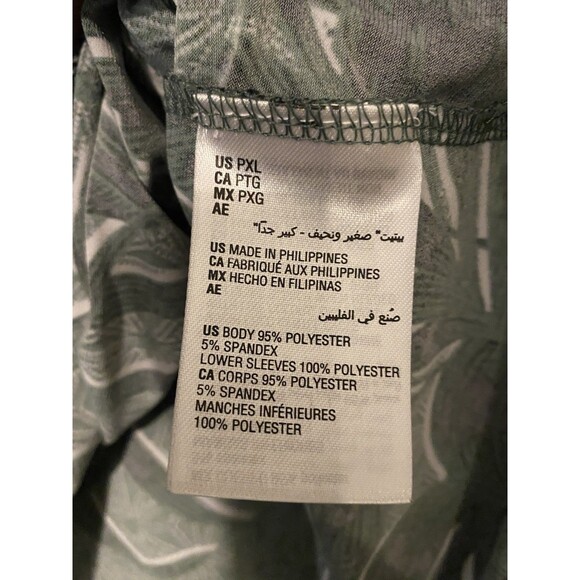 US PXL
CA PTG
MX PXG
AE
بيتيت" صغير ونحيف - كبير جدًا"
US MADE IN PHILIPPINES
CA FABRIQUÉ AUX PHILIPPINES
MX HECHO EN FILIPINAS
AE
صُنع في الفلبين
US BODY 95% POLYESTER
5% SPANDEX
LOWER SLEEVES 100% POLYESTER
CA CORPS 95% POLYESTER
5% SPANDEX
MANCHES INFÉRIEURES
100% POLYESTER